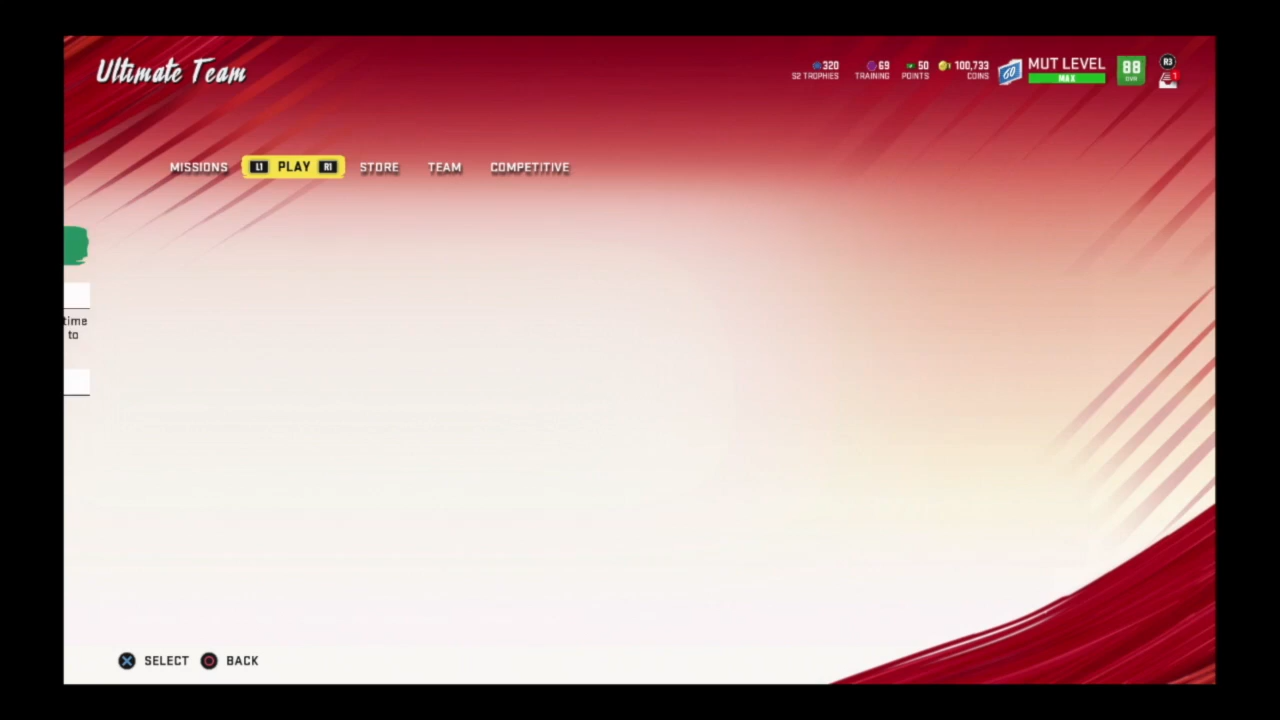 Ultimate Team
320
S2 TROPHIES
69
TRAINING
50
POINTS
100,733
COINS
60
MUT LEVEL
MAX
88
OVR
R3
1
MISSIONS
L1 PLAY R1
STORE
TEAM
COMPETITIVE
time
to
SELECT
BACK